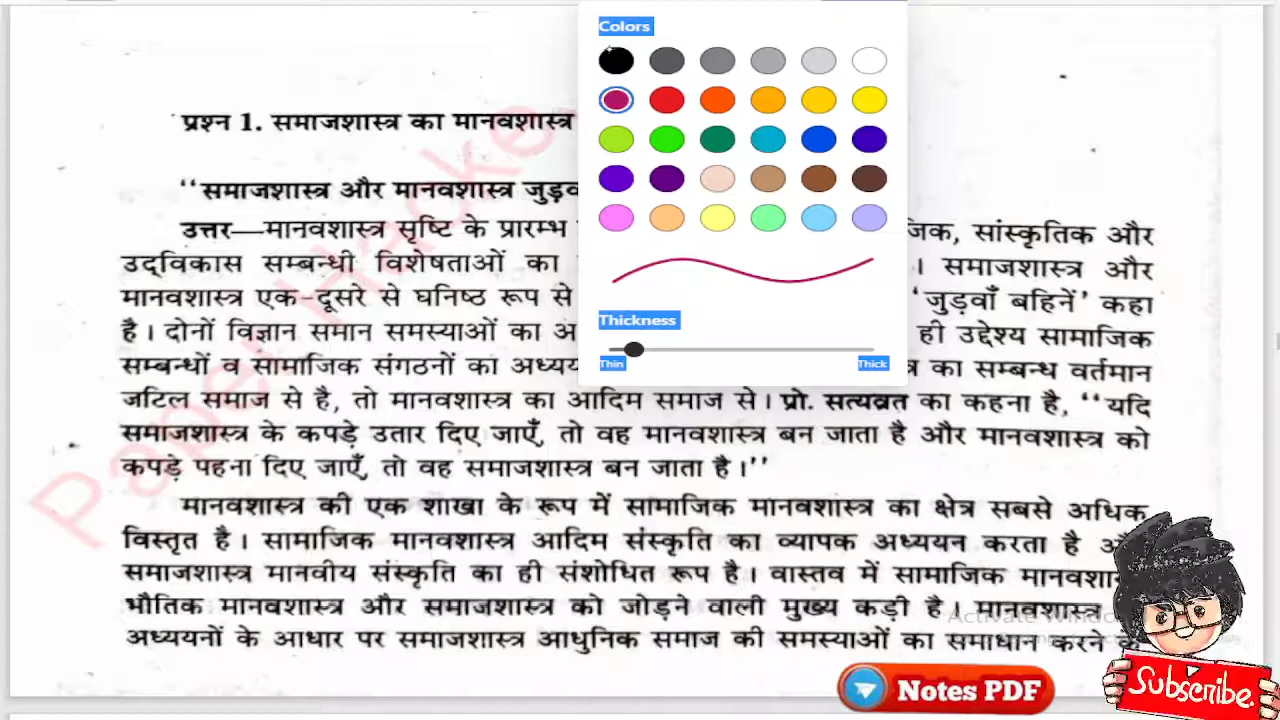 Colors
प्रश्न 1. समाजशास्त्र का मानवशास्त्र
"समाजशास्त्र और मानवशास्त्र जुड़व
उत्तर—मानवशास्त्र सृष्टि के प्रारम्भ जिक, सांस्कृतिक और
उद्‌विकास सम्बन्धी विशेषताओं का । समाजशास्त्र और
मानवशास्त्र एक-दूसरे से घनिष्ठ रूप से 'जुड़वाँ बहिनें' कहा
Thickness
है। दोनों विज्ञान समान समस्याओं का अ ही उद्देश्य सामाजिक
Thin Thick
सम्बन्धों व सामाजिक संगठनों का अध्यय त्र का सम्बन्ध वर्तमान
जटिल समाज से है, तो मानवशास्त्र का आदिम समाज से। प्रो. सत्यव्रत का कहना है, "यदि
समाजशास्त्र के कपड़े उतार दिए जाएँ, तो वह मानवशास्त्र बन जाता है और मानवशास्त्र को
कपड़े पहना दिए जाएँ, तो वह समाजशास्त्र बन जाता है।"
मानवशास्त्र की एक शाखा के रूप में सामाजिक मानवशास्त्र का क्षेत्र सबसे अधिक
विस्तृत है। सामाजिक मानवशास्त्र आदिम संस्कृति का व्यापक अध्ययन करता है
समाजशास्त्र मानवीय संस्कृति का ही संशोधित रूप है। वास्तव में सामाजिक मानवशा
भौतिक मानवशास्त्र और समाजशास्त्र को जोड़ने वाली मुख्य कड़ी है। मानवशास्त्र
अध्ययनों के आधार पर समाजशास्त्र आधुनिक समाज की समस्याओं का समाधान करने के
Activate Windo
Notes PDF
Subscribe.